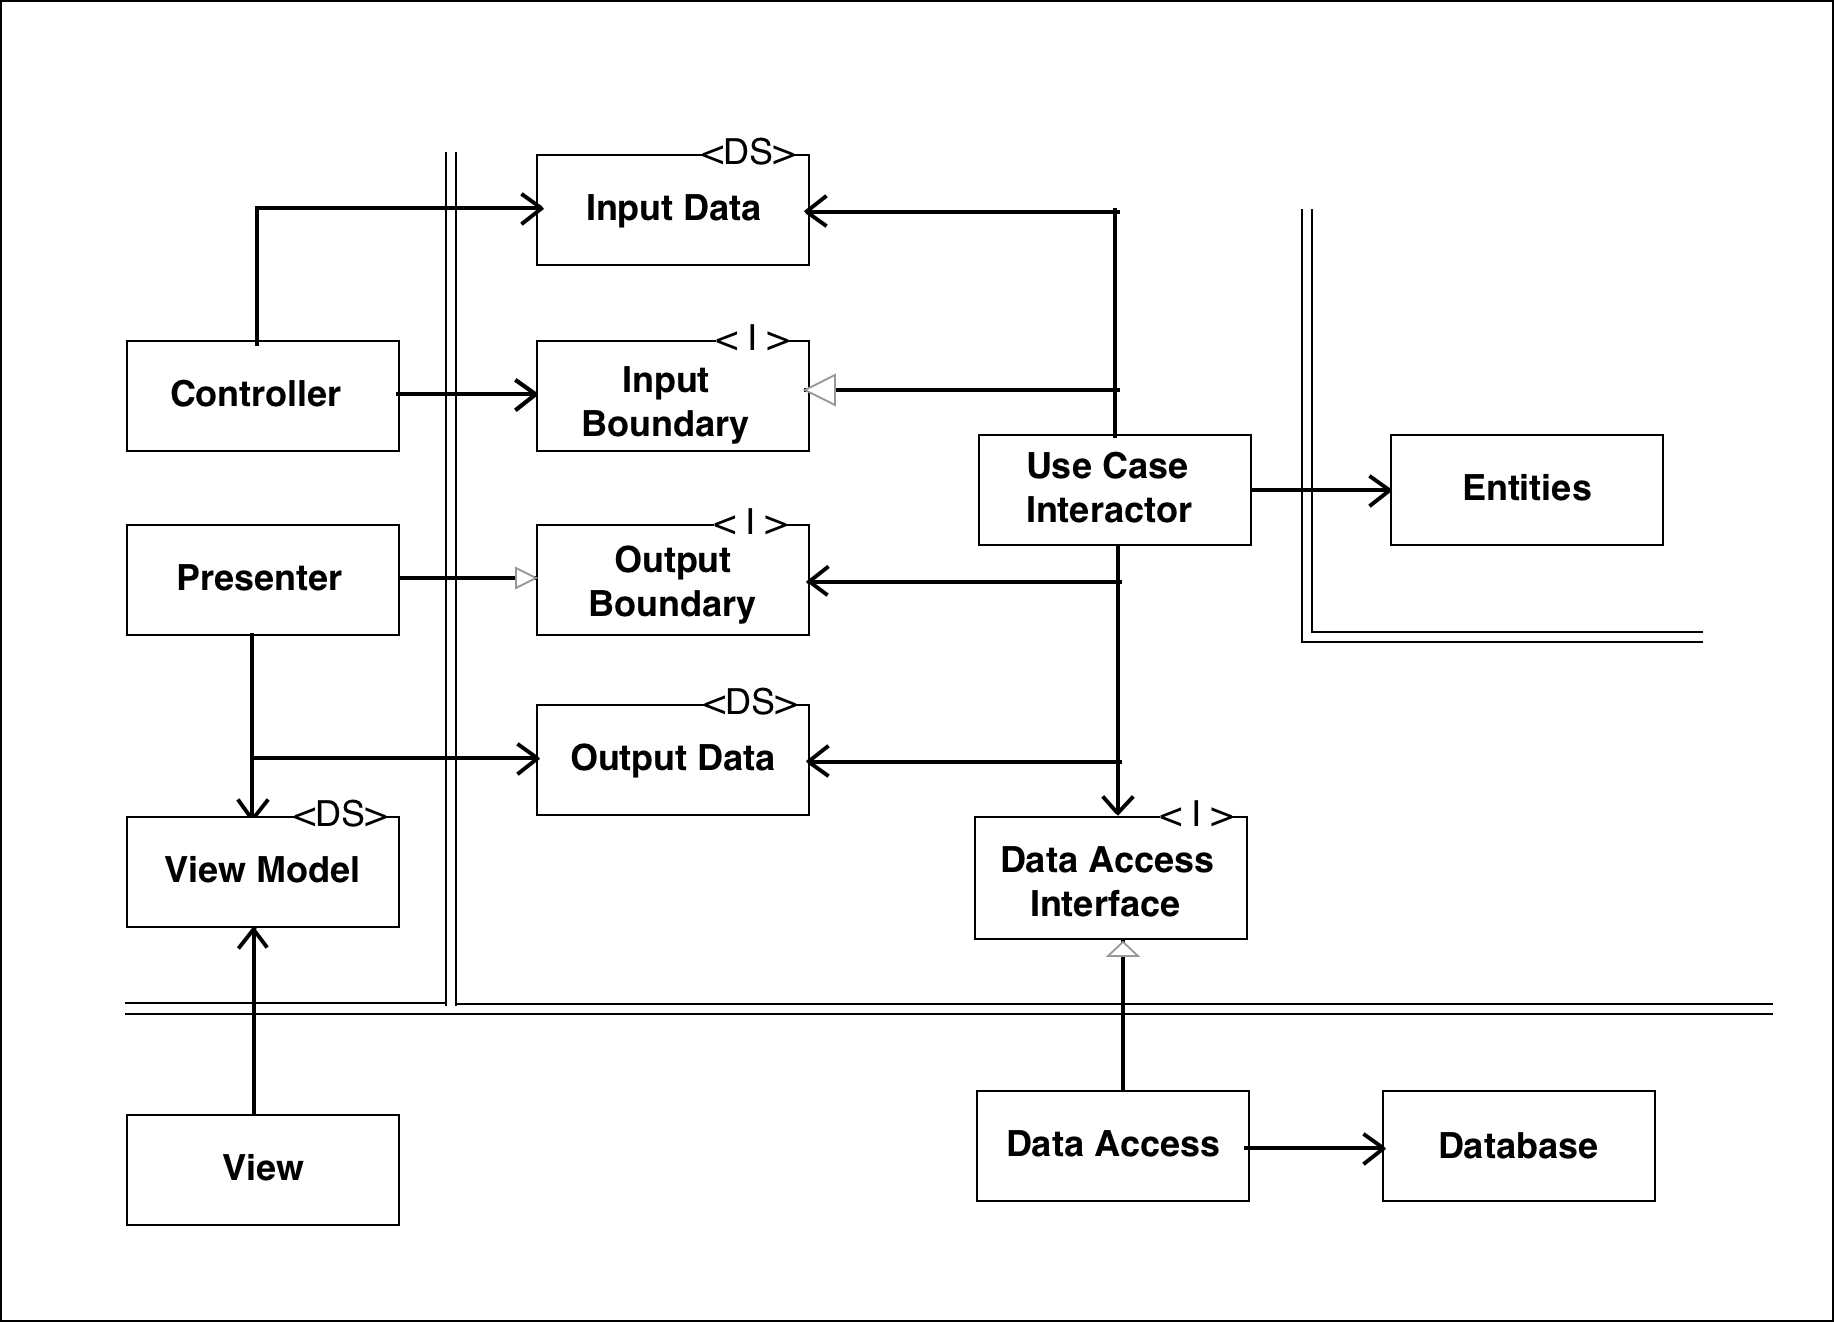 <DS>
Input Data
< I >
Controller
Input
Boundary
Use Case
Interactor
Entities
< I >
Presenter
Output
Boundary
<DS>
Output Data
<DS>
View Model
< I >
Data Access
Interface
View
Data Access
Database